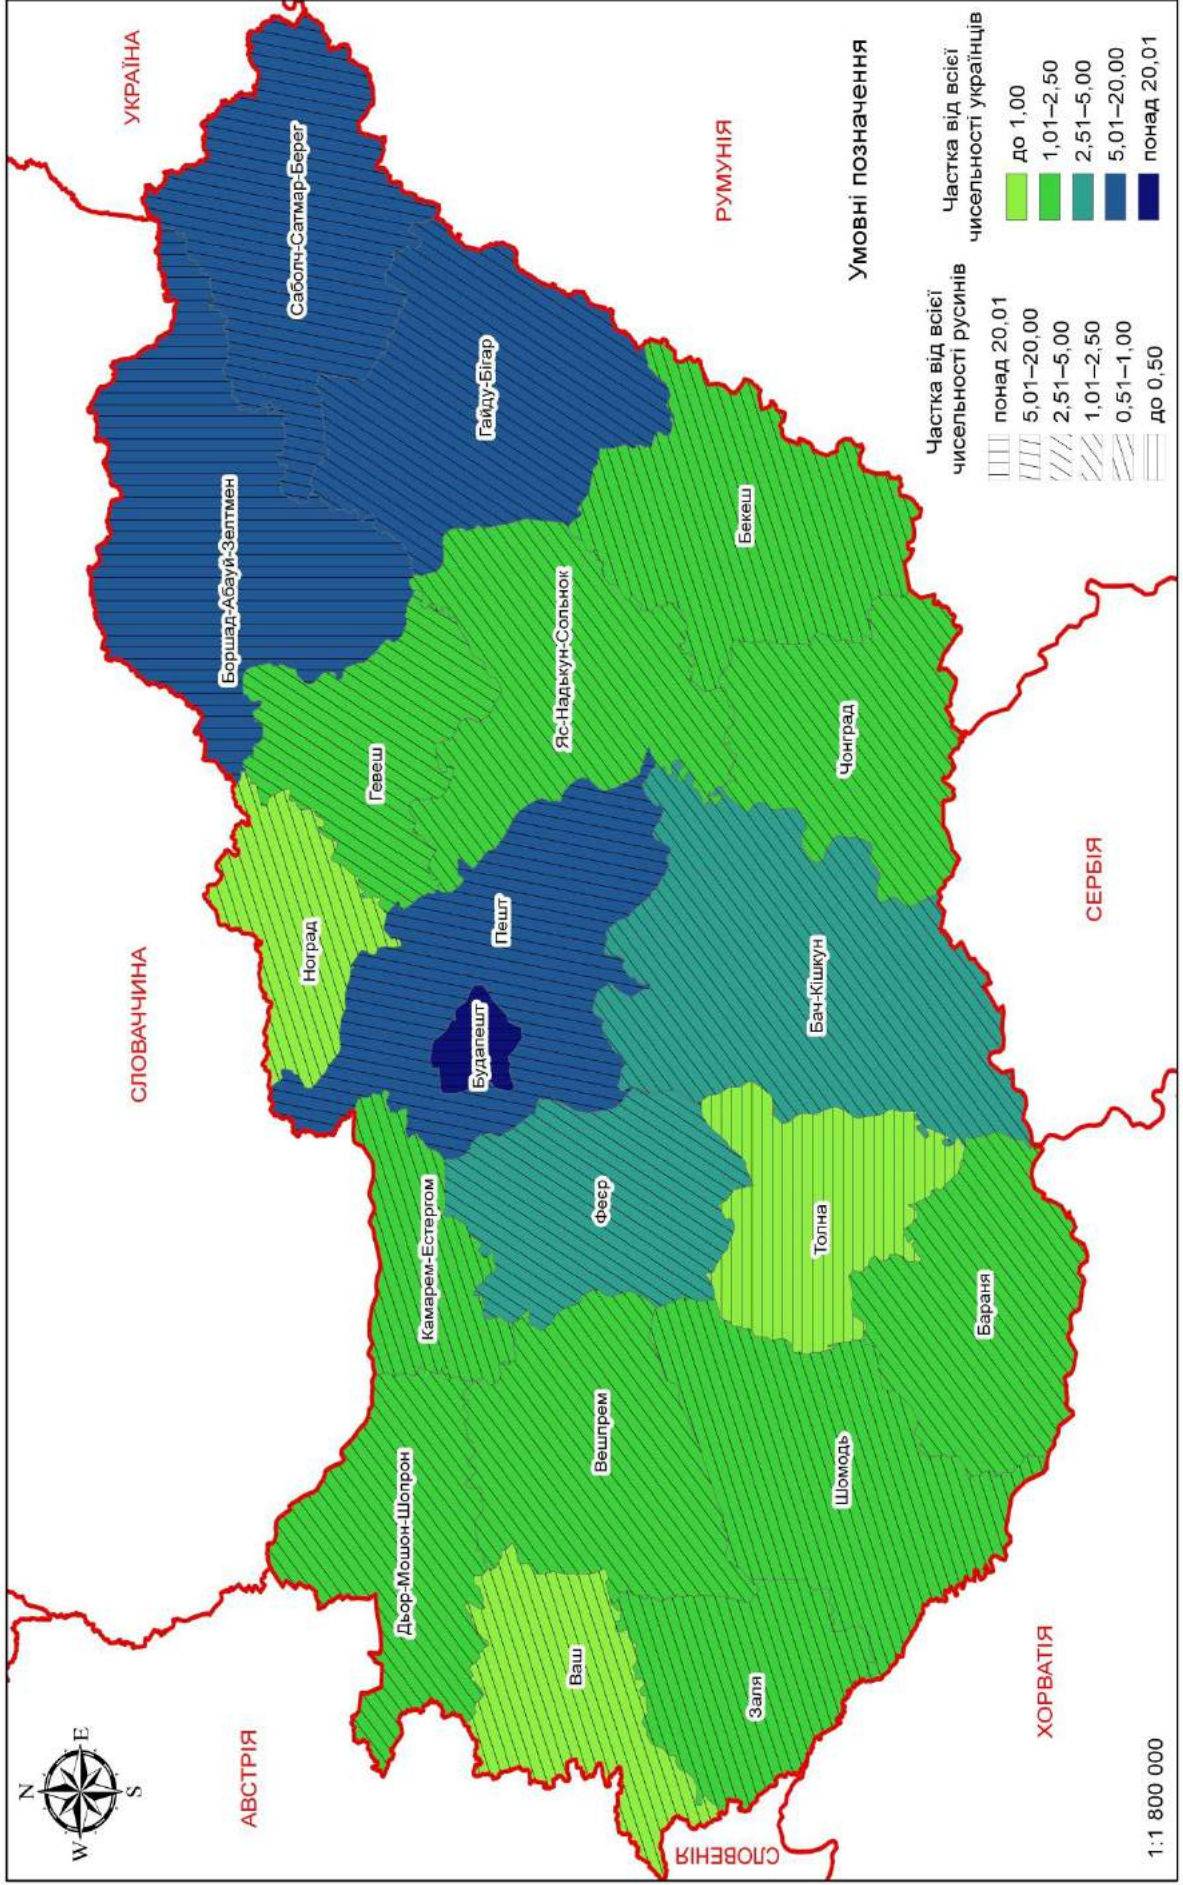 N
W
E
S
УКРАЇНА
СЛОВАЧЧИНА
АВСТРІЯ
РУМУНІЯ
СЕРБІЯ
ХОРВАТІЯ
СЛОВЕНІЯ
Саболч-Сатмар-Берег
Боршад-Абауй-Зелтмен
Гайду-Бігар
Ноград
Гевеш
Пешт
Будапешт
Яс-Надькун-Сольнок
Бекеш
Чонград
Бач-Кішкун
Камарем-Естергом
Феєр
Толна
Бараня
Дьор-Мошон-Шопрон
Вешпрем
Шомодь
Ваш
Заля
Умовні позначення
Частка від всієї
чисельності русинів
понад 20,01
5,01–20,00
2,51–5,00
1,01–2,50
0,51–1,00
до 0,50
Частка від всієї
чисельності українців
до 1,00
1,01–2,50
2,51–5,00
5,01–20,00
понад 20,01
1:1 800 000